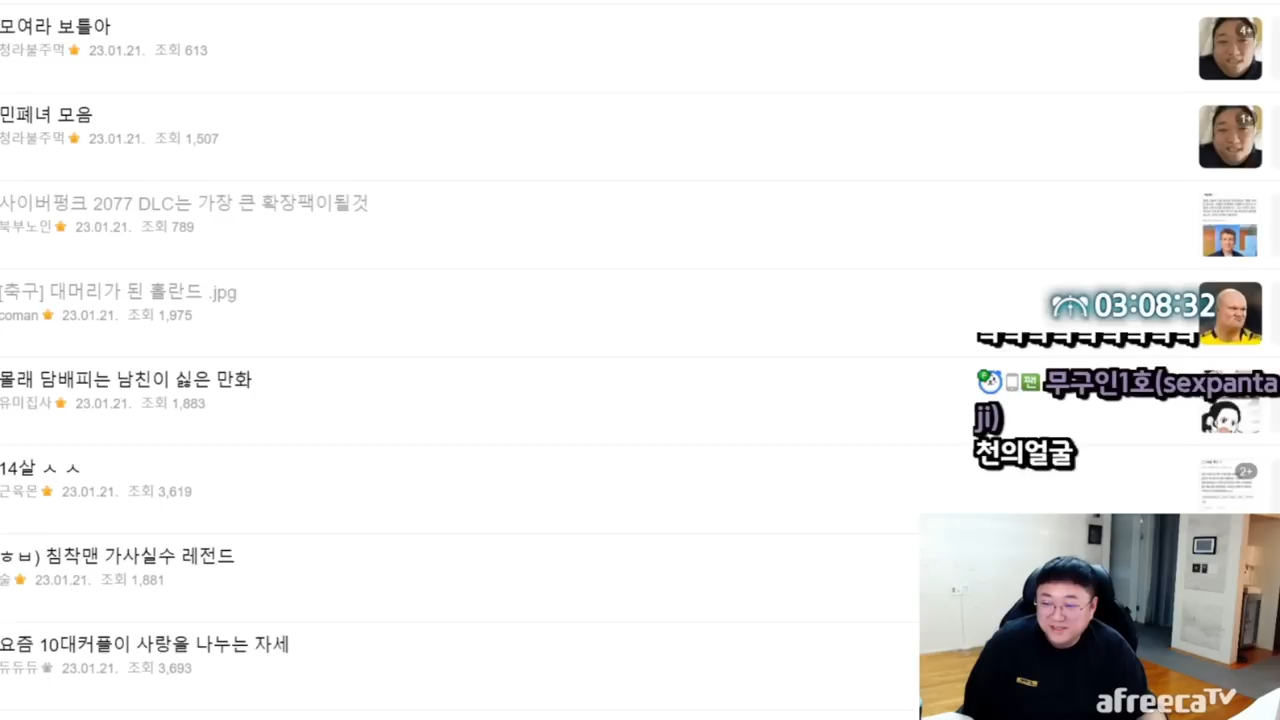 모여라 보틀아
청라불주먹 23.01.21. 조회 613
4+
민폐녀 모음
청라불주먹 23.01.21. 조회 1,507
1+
사이버펑크 2077 DLC는 가장 큰 확장팩이될것
북부노인 23.01.21. 조회 789
[축구] 대머리가 된 홀란드 .jpg
coman 23.01.21. 조회 1,975
03:08:32
몰래 담배피는 남친이 싫은 만화
유미집사 23.01.21. 조회 1,883
무구인1호(sexpanta
ji)
천의얼굴
14살 ㅅ ㅅ
근육몬 23.01.21. 조회 3,619
2+
ㅎㅂ) 침착맨 가사실수 레전드
술 23.01.21. 조회 1,881
요즘 10대커플이 사랑을 나누는 자세
듀듀듀 23.01.21. 조회 3,693
afreecaTV